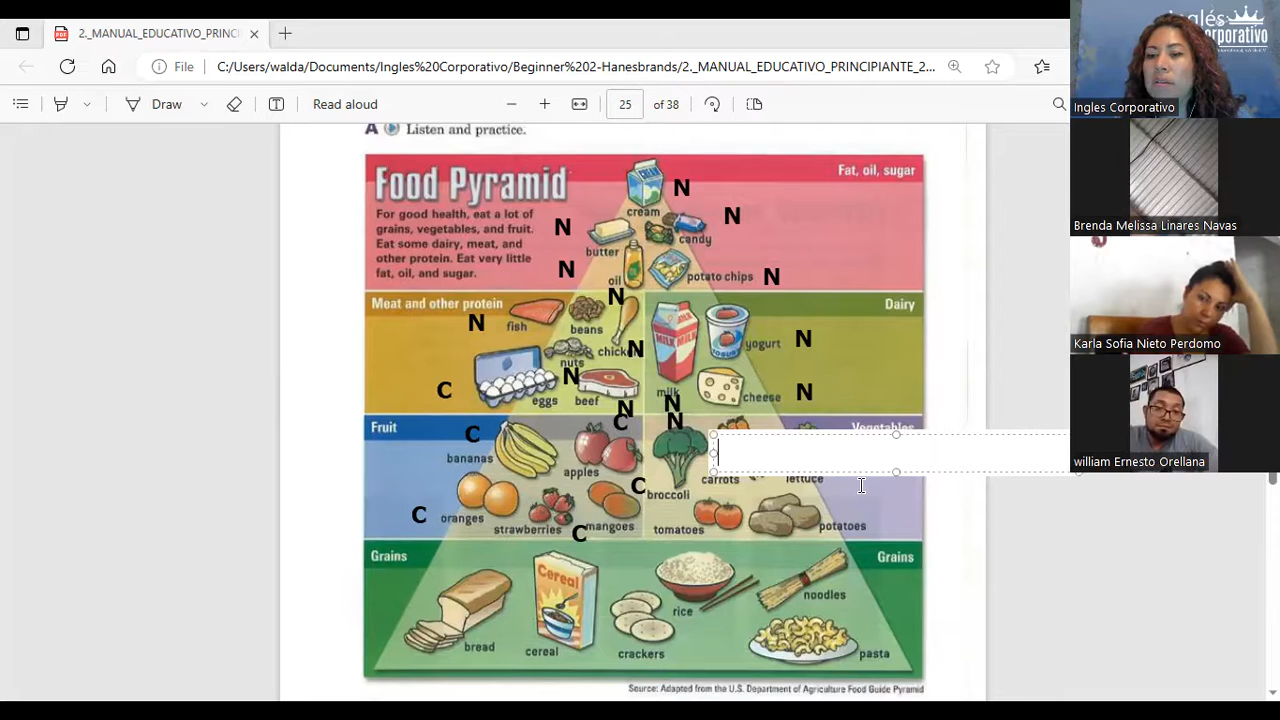 2._MANUAL_EDUCATIVO_PRINCI
File
C:/Users/walda/Documents/Ingles%20Corporativo/Beginner%202-Hanesbrands/2._MANUAL_EDUCATIVO_PRINCIPIANTE_2...
Draw
Read aloud
25
of 38
A Listen and practice.
Food Pyramid
Fat, oil, sugar
For good health, eat a lot of
grains, vegetables, and fruit.
Eat some dairy, meat, and
other protein. Eat very little
fat, oil, and sugar.
CREAM
cream
N
N
butter
candy
N
N
oil
potato chips
N
Meat and other protein
N
Dairy
fish
N
beans
nuts
N
N
eggs
C
beef
N
MILK
milk
N
YOGURT
yogurt
N
cheese
N
Fruit
Vegetables
bananas
C
apples
C
N
broccoli
carrots
lettuce
oranges
C
strawberries
C
mangoes
C
tomatoes
potatoes
Grains
Grains
bread
Cereal
cereal
crackers
rice
noodles
pasta
Source: Adapted from the U.S. Department of Agriculture Food Guide Pyramid
Inglés
Corporativo
Ingles Corporativo
Brenda Melissa Linares Navas
Karla Sofia Nieto Perdomo
william Ernesto Orellana